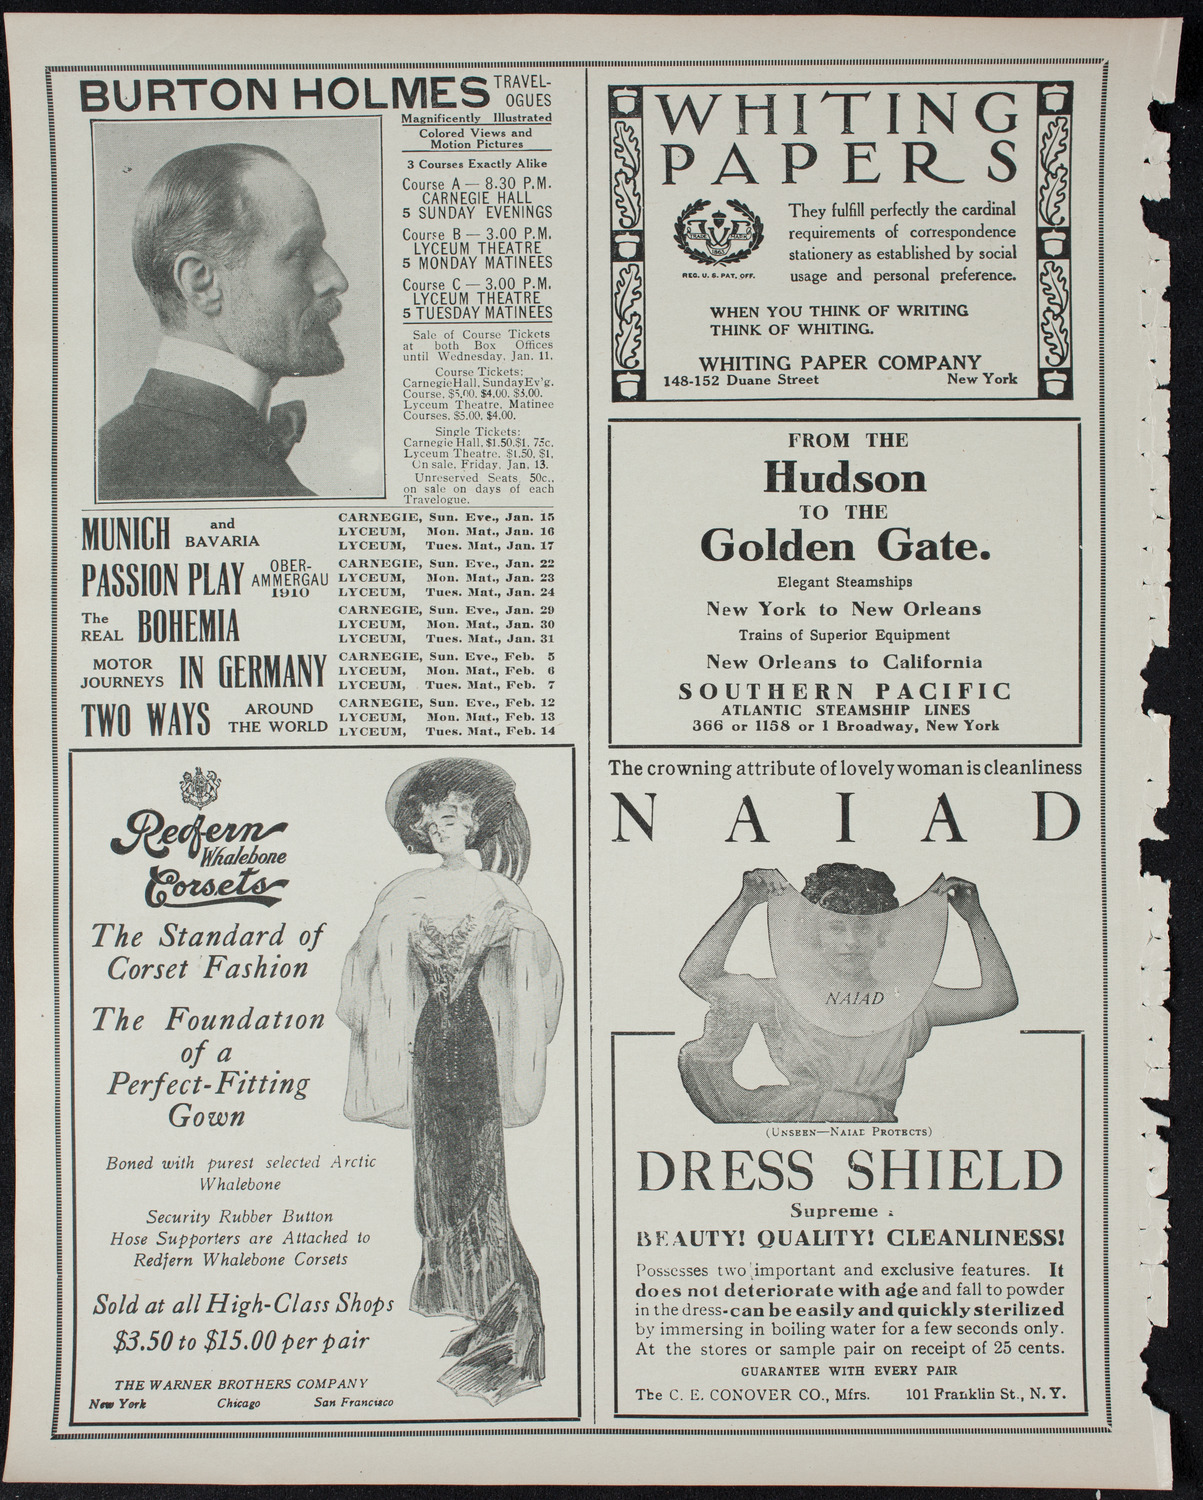 BURTON HOLMES TRAVEL-
OGUES
Magnificently Illustrated
Colored Views and
Motion Pictures
3 Courses Exactly Alike
Course A — 8.30 P.M.
CARNEGIE HALL
5 SUNDAY EVENINGS
Course B — 3.00 P.M.
LYCEUM THEATRE
5 MONDAY MATINEES
Course C — 3.00 P.M.
LYCEUM THEATRE
5 TUESDAY MATINEES
Sale of Course Tickets
at both Box Offices
until Wednesday, Jan. 11.
Course Tickets:
Carnegie Hall, Sunday Ev'g.
Course, $5.00, $4.00, $3.00.
Lyceum Theatre, Matinee
Courses, $5.00, $4.00.
Single Tickets:
Carnegie Hall, $1.50, $1, 75c.
Lyceum Theatre, $1.50, $1.
On sale, Friday, Jan. 13.
Unreserved Seats, 50c.,
on sale on days of each
Travelogue.
MUNICH and BAVARIA
CARNEGIE, Sun. Eve., Jan. 15
LYCEUM, Mon. Mat., Jan. 16
LYCEUM, Tues. Mat., Jan. 17
PASSION PLAY OBER-
AMMERGAU
1910
CARNEGIE, Sun. Eve., Jan. 22
LYCEUM, Mon. Mat., Jan. 23
LYCEUM, Tues. Mat., Jan. 24
The
REAL BOHEMIA
CARNEGIE, Sun. Eve., Jan. 29
LYCEUM, Mon. Mat., Jan. 30
LYCEUM, Tues. Mat., Jan. 31
MOTOR
JOURNEYS IN GERMANY
CARNEGIE, Sun. Eve., Feb. 5
LYCEUM, Mon. Mat., Feb. 6
LYCEUM, Tues. Mat., Feb. 7
TWO WAYS AROUND
THE WORLD
CARNEGIE, Sun. Eve., Feb. 12
LYCEUM, Mon. Mat., Feb. 13
LYCEUM, Tues. Mat., Feb. 14
Redfern
Whalebone
Corsets
The Standard of
Corset Fashion
The Foundation
of a
Perfect-Fitting
Gown
Boned with purest selected Arctic
Whalebone
Security Rubber Button
Hose Supporters are Attached to
Redfern Whalebone Corsets
Sold at all High-Class Shops
$3.50 to $15.00 per pair
THE WARNER BROTHERS COMPANY
New York Chicago San Francisco
WHITING
PAPERS
TRADE MARK
1865
REG. U. S. PAT. OFF.
They fulfill perfectly the cardinal
requirements of correspondence
stationery as established by social
usage and personal preference.
WHEN YOU THINK OF WRITING
THINK OF WHITING.
WHITING PAPER COMPANY
148-152 Duane Street New York
FROM THE
Hudson
TO THE
Golden Gate.
Elegant Steamships
New York to New Orleans
Trains of Superior Equipment
New Orleans to California
SOUTHERN PACIFIC
ATLANTIC STEAMSHIP LINES
366 or 1158 or 1 Broadway, New York
The crowning attribute of lovely woman is cleanliness
NAIAD
NAIAD
(UNSEEN—NAIAD PROTECTS)
DRESS SHIELD
Supreme :
BEAUTY! QUALITY! CLEANLINESS!
Possesses two important and exclusive features. It
does not deteriorate with age and fall to powder
in the dress-can be easily and quickly sterilized
by immersing in boiling water for a few seconds only.
At the stores or sample pair on receipt of 25 cents.
GUARANTEE WITH EVERY PAIR
The C. E. CONOVER CO., Mfrs. 101 Franklin St., N. Y.